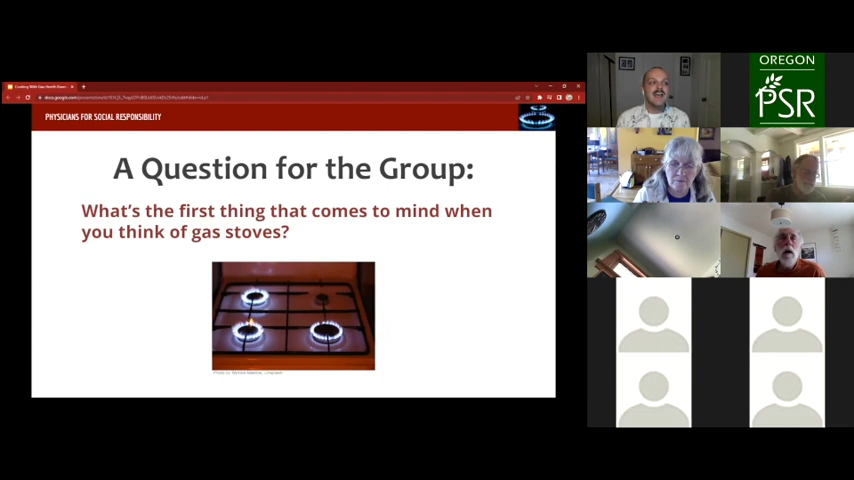 PHYSICIANS FOR SOCIAL RESPONSIBILITY
A Question for the Group:
What's the first thing that comes to mind when
you think of gas stoves?
OREGON
PSR